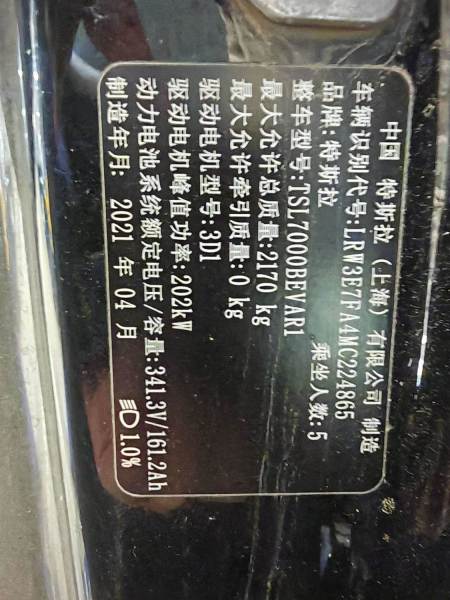 中国 特斯拉（上海）有限公司 制造
车辆识别代号:LRW3E7FA4MC224865
品牌:特斯拉 乘坐人数:5
整车型号:TSL7000BEVAR1
最大允许总质量:2170 kg
最大允许牵引质量:0 kg
驱动电机型号:3D1
驱动电机峰值功率:202kW
动力电池系统额定电压/容量:341.3V/161.2Ah
制造年月: 2021 年 04 月 1.0%